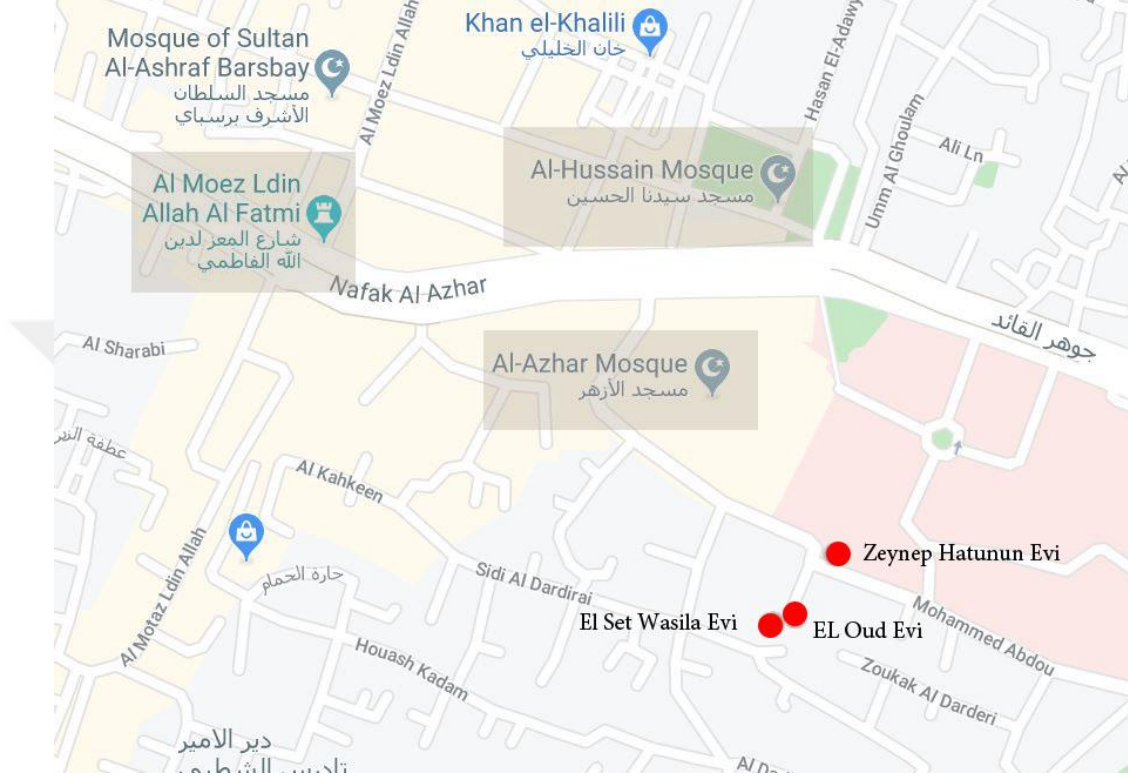 Khan el-Khalili
خان الخليلي
Mosque of Sultan
Al-Ashraf Barsbay
مسجد السلطان
الأشرف برسباي
Al Moez Ldin Allah
Hasan El-Adawy
Umm Al Ghoulam
Ali Ln
Al-Hussain Mosque
مسجد سيدنا الحسين
Al Moez Ldin
Allah Al Fatmi
شارع المعز لدين
الله الفاطمي
Nafak Al Azhar
جوهر القائد
Al Sharabi
Al-Azhar Mosque
مسجد الأزهر
عطفة
Al Kahkeen
حارة الحمام
Al Motaz Ldin Allah
Sidi Al Dardirai
Houash Kadam
Zeynep Hatunun Evi
El Set Wasila Evi
EL Oud Evi
Mohammed Abdou
Zoukak Al Darderi
دير الامير
تادرس الشطبي